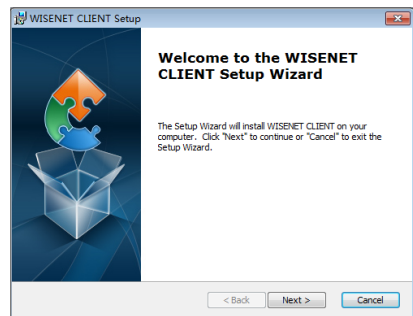 WISENET CLIENT Setup
Welcome to the WISENET
CLIENT Setup Wizard
The Setup Wizard will install WISENET CLIENT on your
computer. Click "Next" to continue or "Cancel" to exit the
Setup Wizard.
< Back
Next >
Cancel